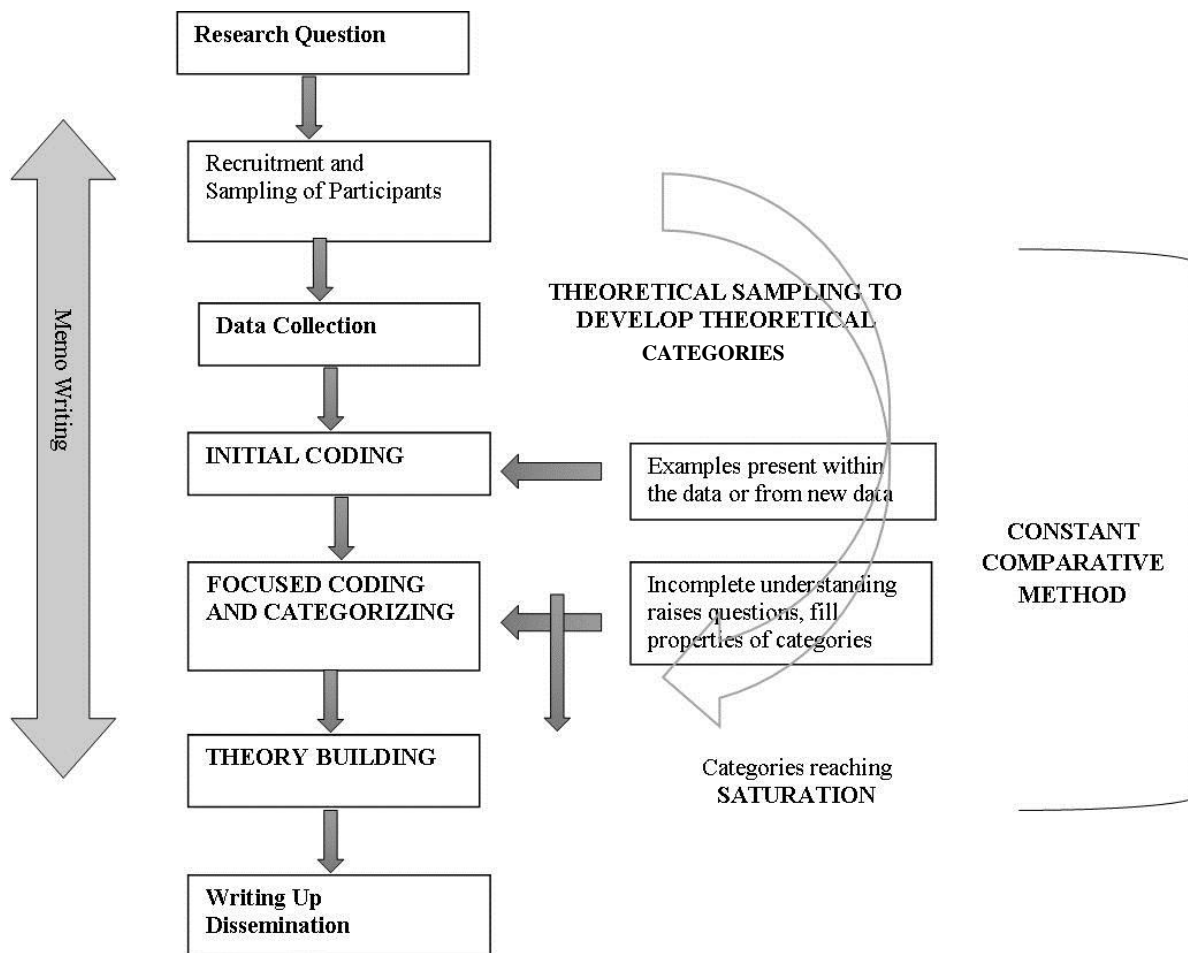 Research Question
Recruitment and
Sampling of Participants
Data Collection
INITIAL CODING
FOCUSED CODING
AND CATEGORIZING
THEORY BUILDING
Writing Up
Dissemination
Memo Writing
THEORETICAL SAMPLING TO
DEVELOP THEORETICAL
CATEGORIES
Examples present within
the data or from new data
Incomplete understanding
raises questions, fill
properties of categories
Categories reaching
SATURATION
CONSTANT
COMPARATIVE
METHOD